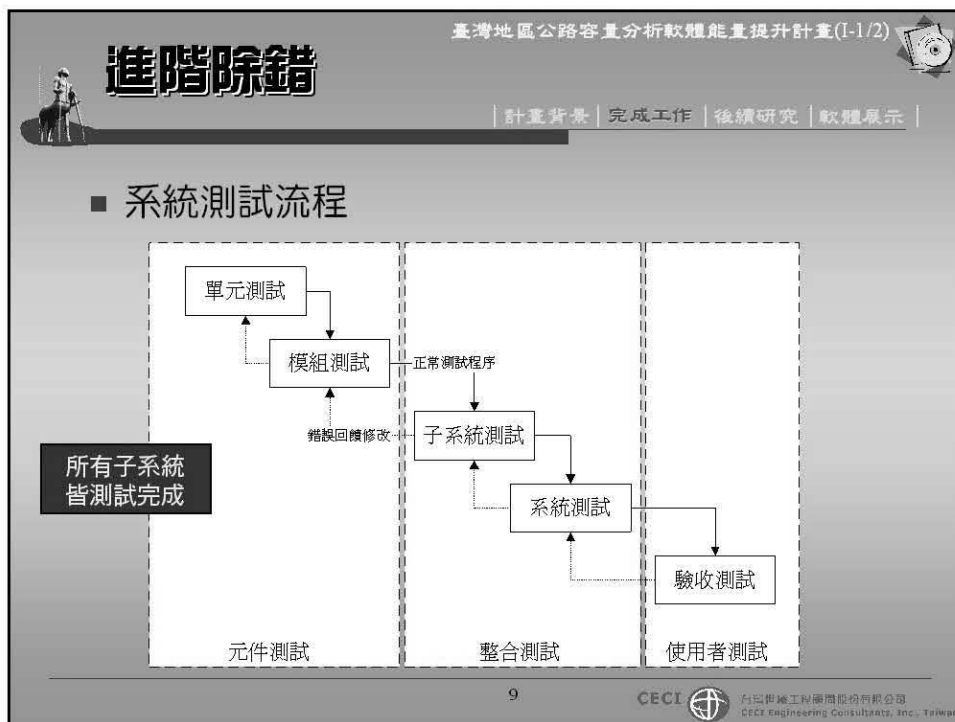 臺灣地區公路容量分析軟體能量提升計畫(I-1/2)
進階除錯
|計畫背景|完成工作|後續研究|軟體展示|
■ 系統測試流程
單元測試
模組測試
正常測試程序
錯誤回饋修改
子系統測試
所有子系統
皆測試完成
系統測試
驗收測試
元件測試
整合測試
使用者測試
9
CECI
台灣世曦工程顧問股份有限公司
CECI Engineering Consultants, Inc., Taiwan